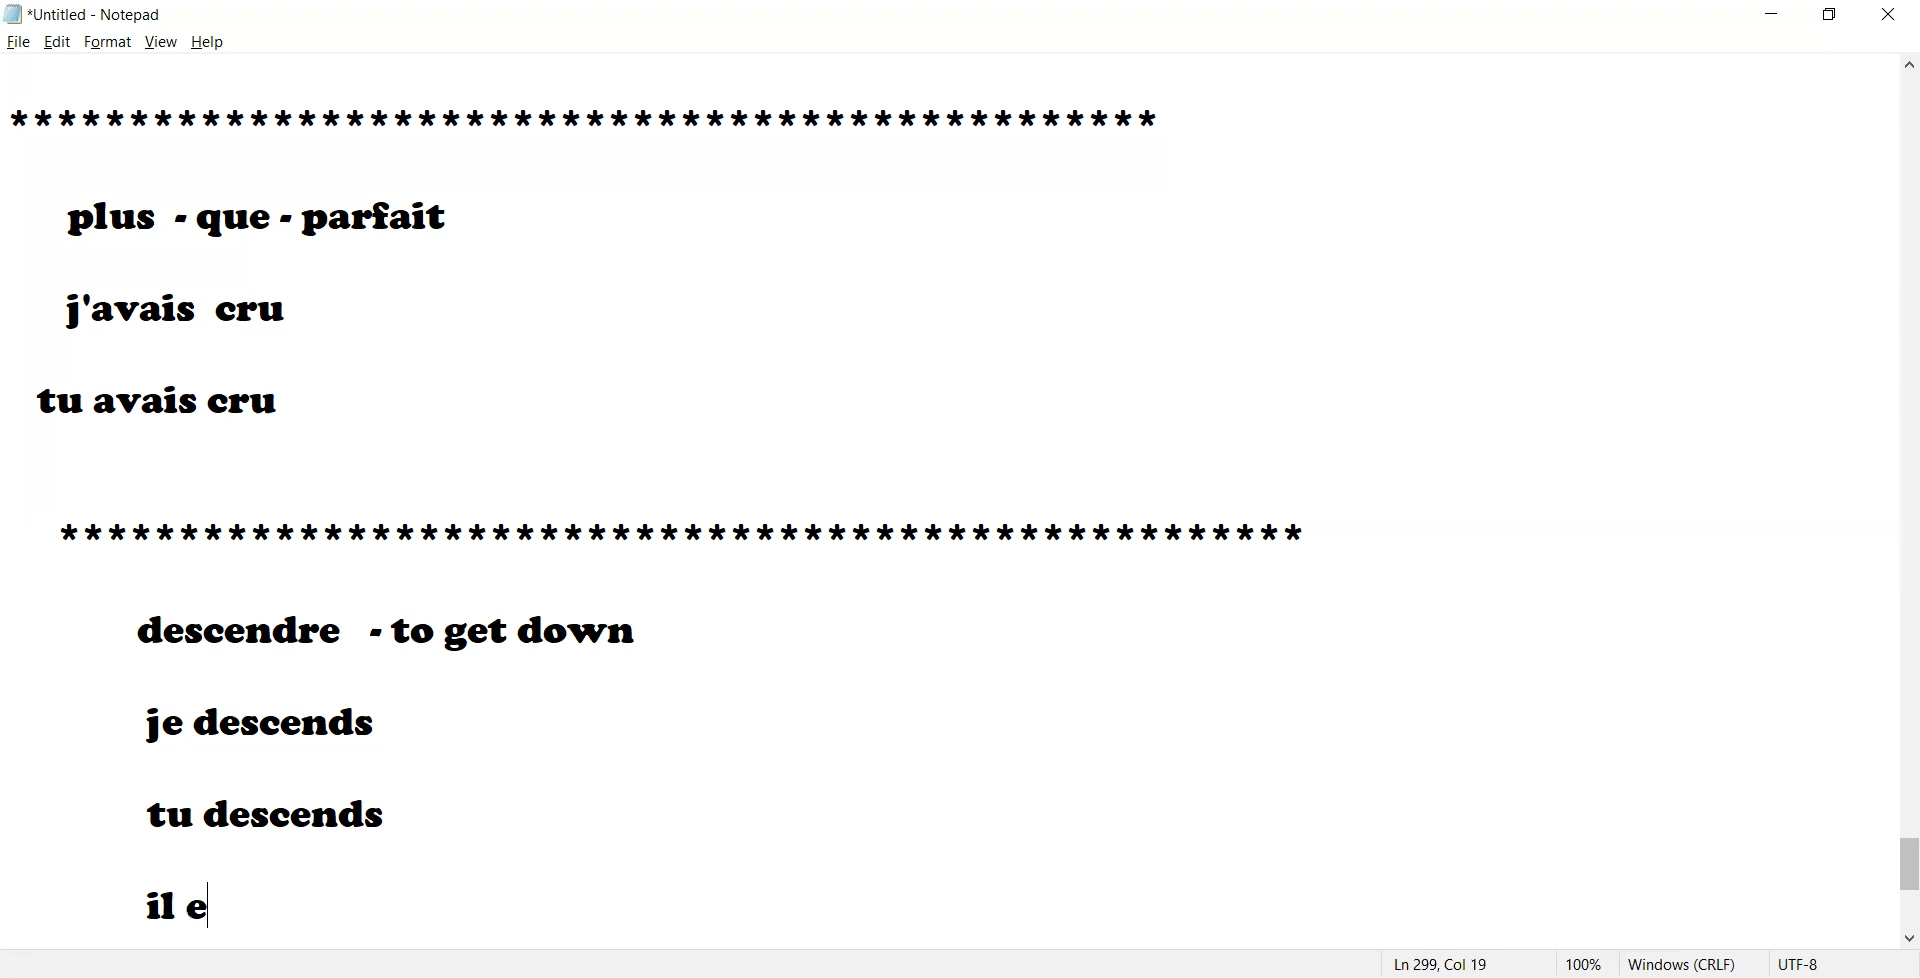 *Untitled - Notepad
File Edit Format View Help
************************************************
plus - que - parfait
j'avais cru
tu avais cru
****************************************************
descendre - to get down
je descends
tu descends
il e
Ln 299, Col 19 100% Windows (CRLF) UTF-8